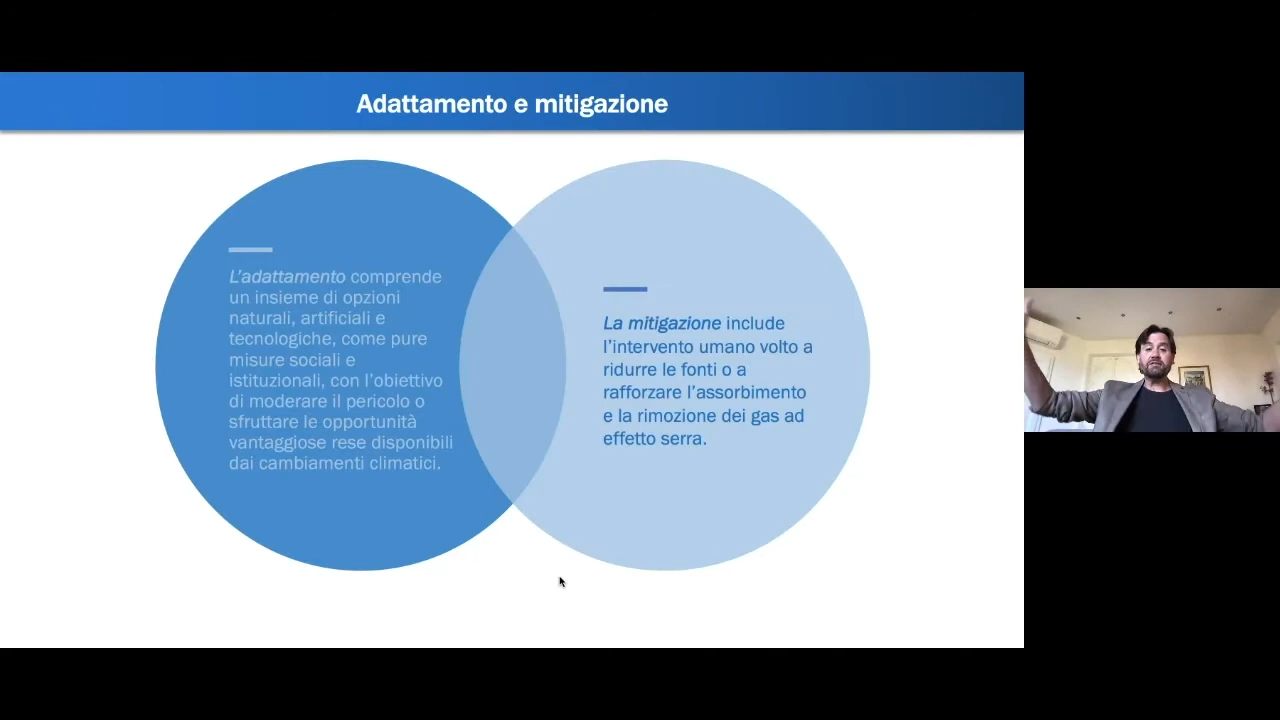 Adattamento e mitigazione
L’adattamento comprende
un insieme di opzioni
naturali, artificiali e
tecnologiche, come pure
misure sociali e
istituzionali, con l’obiettivo
di moderare il pericolo o
sfruttare le opportunità
vantaggiose rese disponibili
dai cambiamenti climatici.
La mitigazione include
l’intervento umano volto a
ridurre le fonti o a
rafforzare l’assorbimento
e la rimozione dei gas ad
effetto serra.